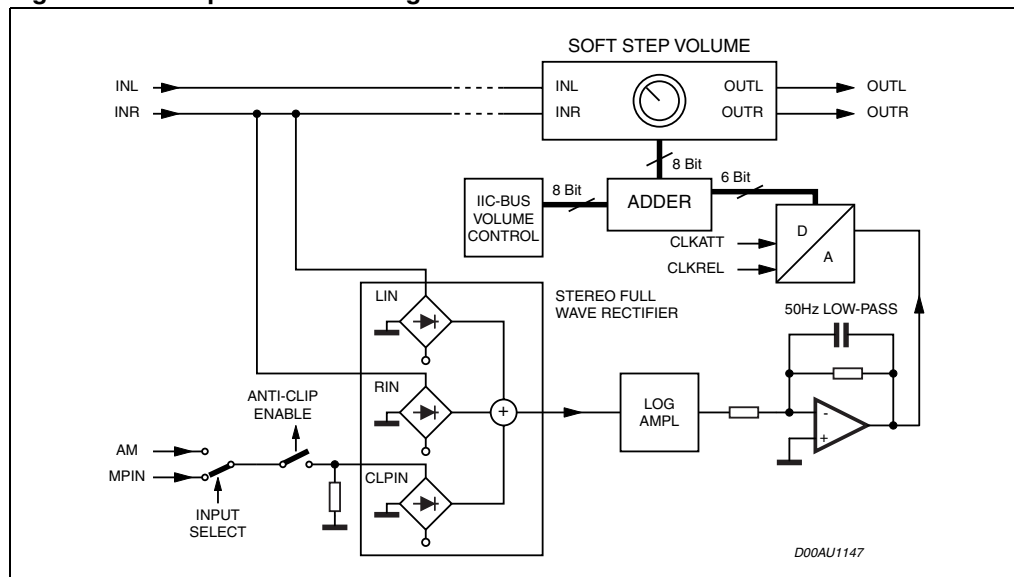 SOFT STEP VOLUME
INL
INL
OUTL
OUTL
INR
INR
OUTR
OUTR
8 Bit
8 Bit
6 Bit
IIC-BUS
VOLUME
CONTROL
ADDER
D
A
CLKATT
CLKREL
LIN
STEREO FULL
WAVE RECTIFIER
50Hz LOW-PASS
RIN
ANTI-CLIP
ENABLE
+
LOG
AMPL
-
+
AM
MPIN
CLPIN
INPUT
SELECT
D00AU1147